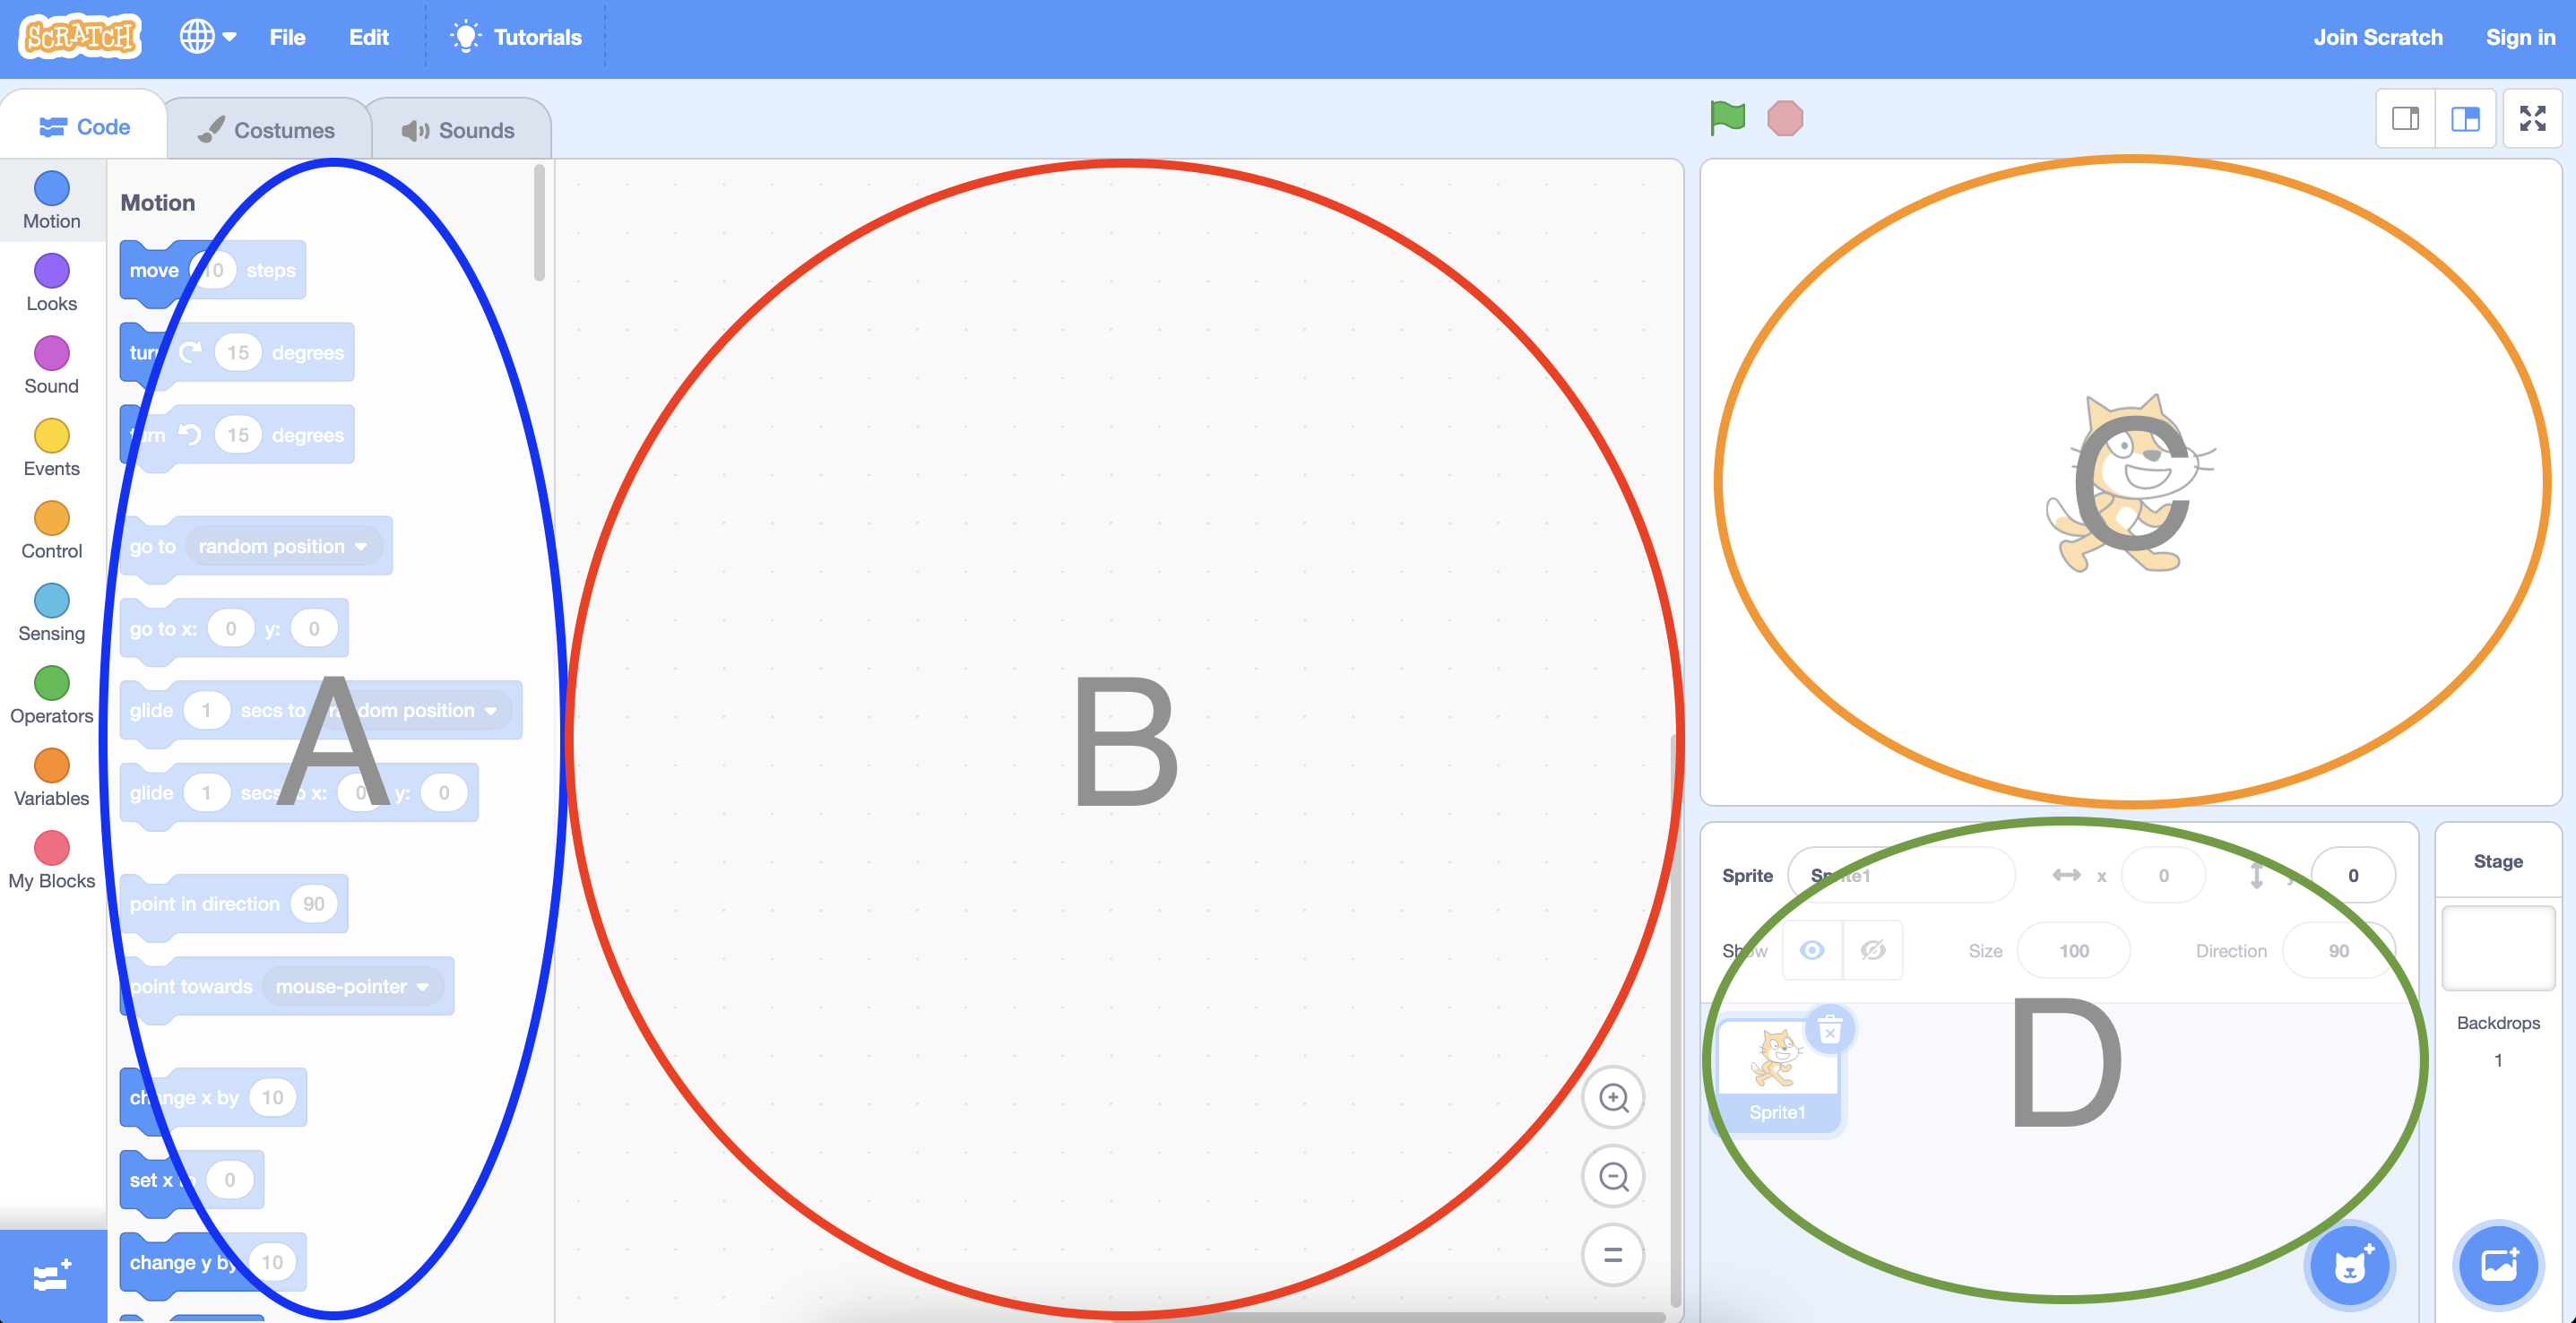 SCRATCH File Edit Tutorials Join Scratch Sign in
Code Costumes Sounds
Motion
Looks
Sound
Events
Control
Sensing
Operators
Variables
My Blocks
Motion
move 10 steps
turn 15 degrees
turn 15 degrees
go to random position
go to x: 0 y: 0
glide 1 secs to random position
glide 1 secs to x: 0 y: 0
point in direction 90
point towards mouse-pointer
change x by 10
set x to 0
change y by 10
A
B
C
Sprite Sprite1 x 0 y 0
Show Size 100 Direction 90
Sprite1
D
Stage
Backdrops
1